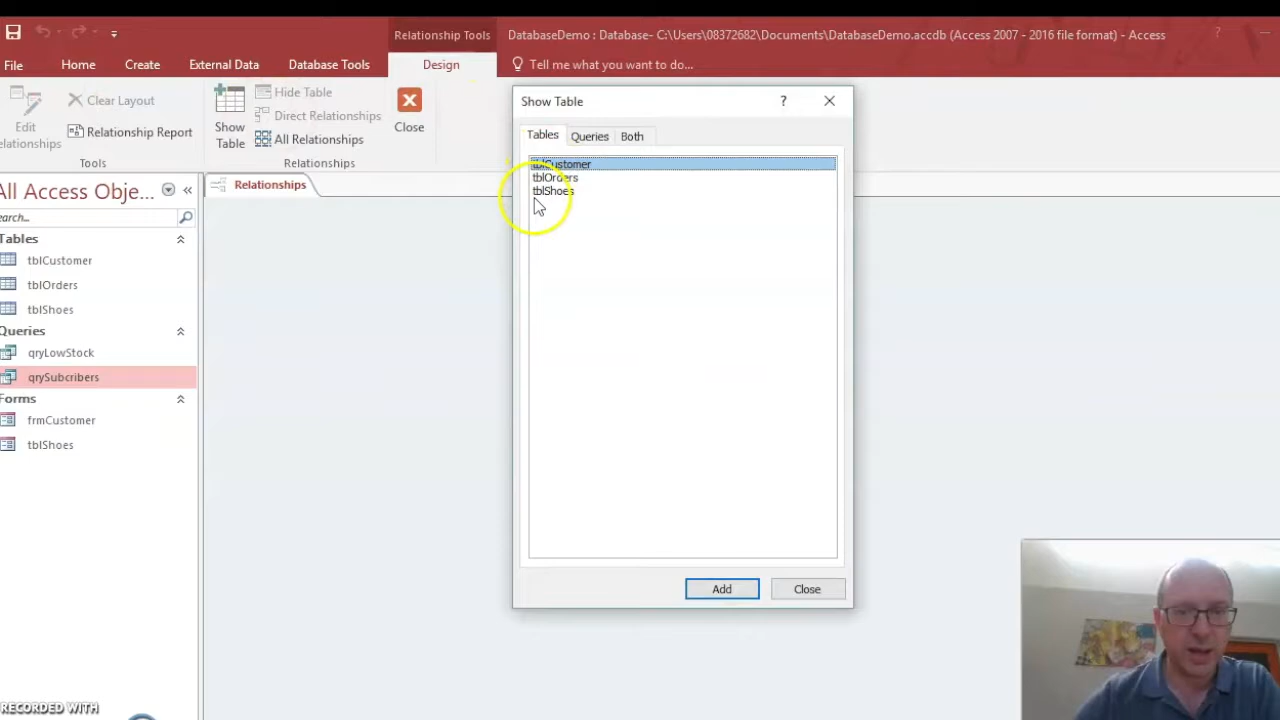 Relationship Tools
DatabaseDemo : Database- C:\Users\08372682\Documents\DatabaseDemo.accdb (Access 2007 - 2016 file format) - Access
?
File
Home
Create
External Data
Database Tools
Design
Tell me what you want to do...
Edit
elationships
Clear Layout
Relationship Report
Tools
Show
Table
Hide Table
Direct Relationships
All Relationships
Relationships
Close
All Access Obje...
earch...
Tables
tblCustomer
tblOrders
tblShoes
Queries
qryLowStock
qrySubcribers
Forms
frmCustomer
tblShoes
Relationships
Show Table
?
Tables
Queries
Both
tblCustomer
tblOrders
tblShoes
Add
Close
RECORDED WITH